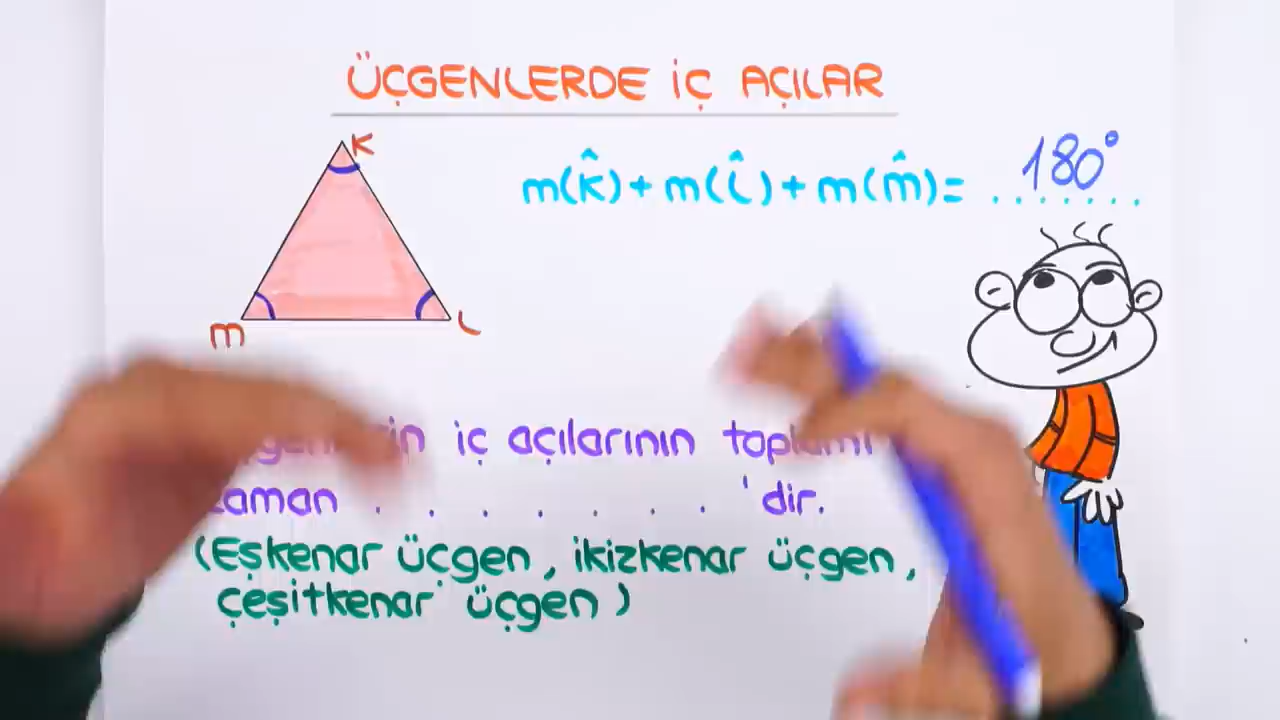 ÜÇGENLERDE İÇ AÇILAR
K
m(K̂) + m(L̂) + m(M̂) = 180°
M
L
iç açılarının toplamı
zaman . . . . . . . 'dir.
(Eşkenar üçgen, ikizkenar üçgen,
çeşitkenar üçgen)